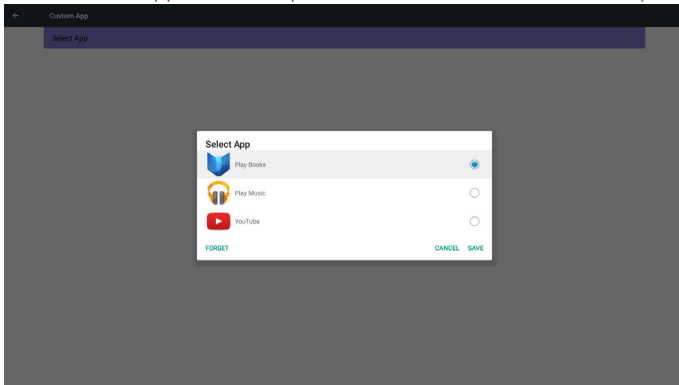 Custom App
Select App
Select App
Play Books
Play Music
YouTube
FORGET CANCEL SAVE